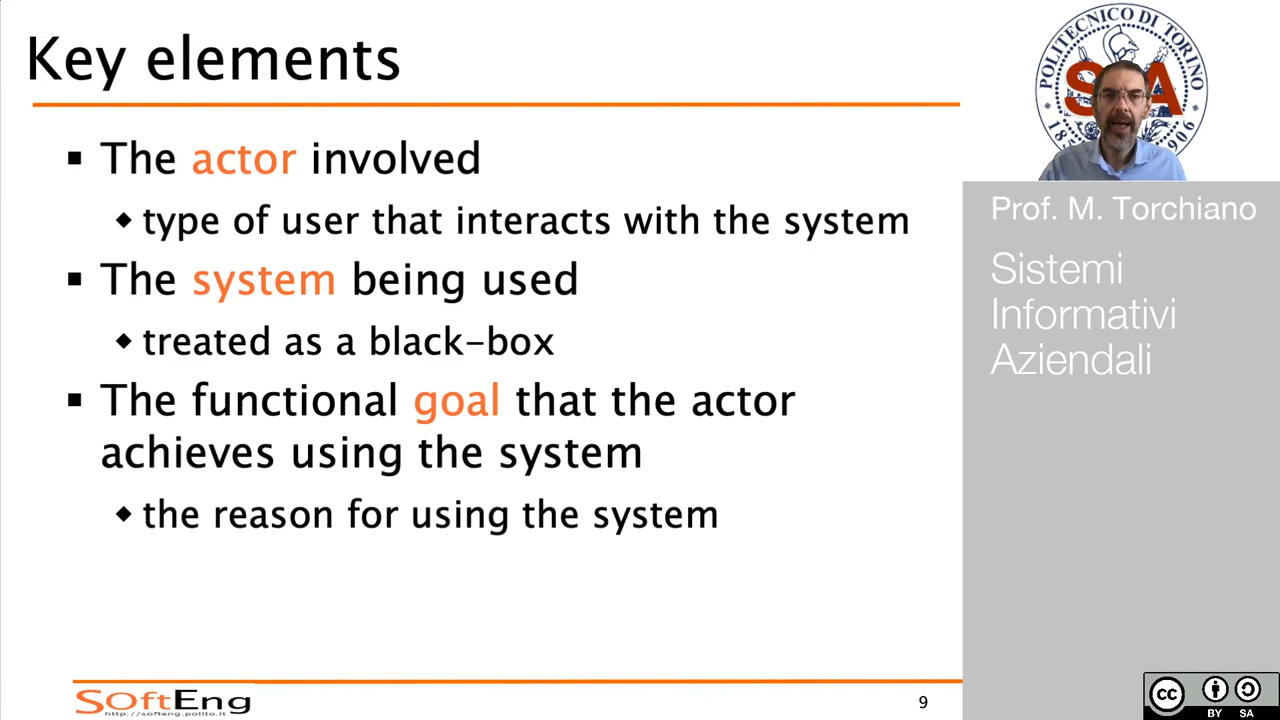 Key elements
▪ The actor involved
◆ type of user that interacts with the system
▪ The system being used
◆ treated as a black-box
▪ The functional goal that the actor
achieves using the system
◆ the reason for using the system
SOftEng
http://softeng.polito.it
9
POLITECNICO DI TORINO
S A
Prof. M. Torchiano
Sistemi
Informativi
Aziendali
cc
BY SA